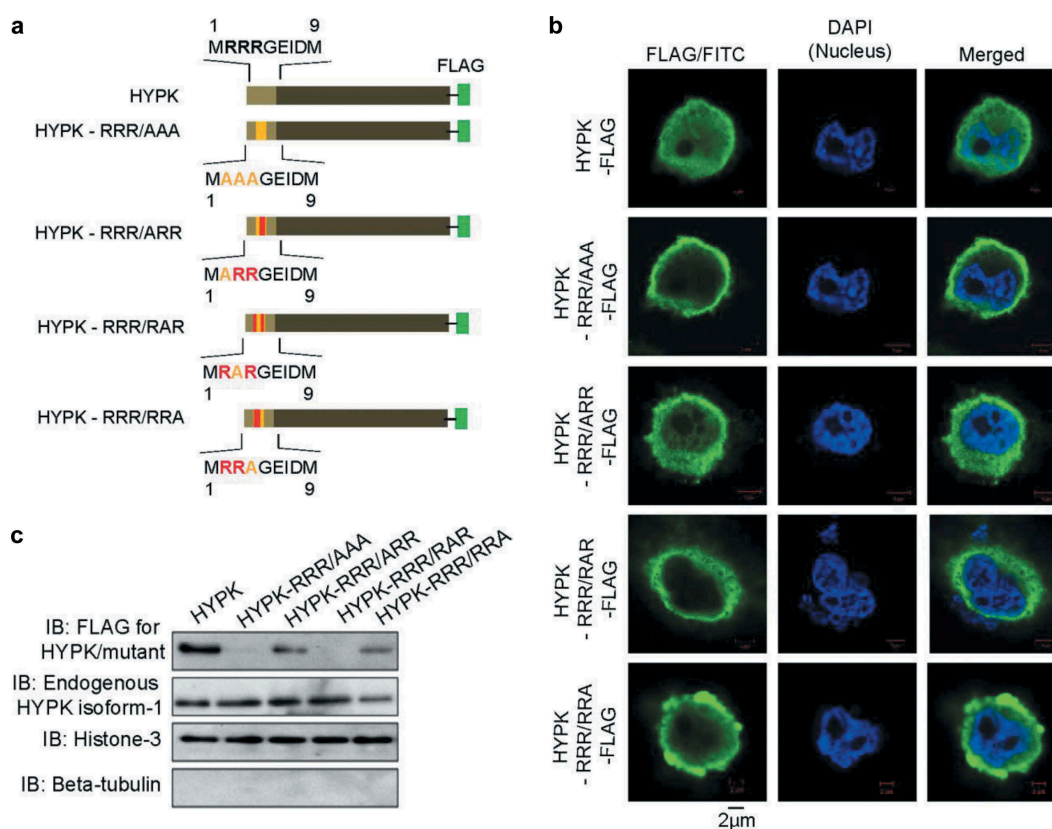 a
1 9
MRRRGEIDM
FLAG
HYPK
HYPK - RRR/AAA
MAAAGEIDM
1 9
HYPK - RRR/ARR
MARRGEIDM
1 9
HYPK - RRR/RAR
MRARGEIDM
1 9
HYPK - RRR/RRA
MRRAGEIDM
1 9
b
DAPI
FLAG/FITC (Nucleus) Merged
HYPK
-FLAG
HYPK
- RRR/AAA
-FLAG
HYPK
- RRR/ARR
-FLAG
HYPK
- RRR/RAR
-FLAG
HYPK
- RRR/RRA
-FLAG
2µm
c
HYPK
HYPK-RRR/AAA
HYPK-RRR/ARR
HYPK-RRR/RAR
HYPK-RRR/RRA
IB: FLAG for
HYPK/mutant
IB: Endogenous
HYPK isoform-1
IB: Histone-3
IB: Beta-tubulin